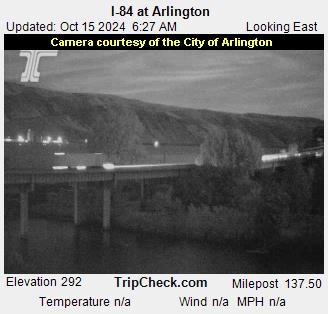 I-84 at Arlington
Updated: Oct 15 2024 6:27 AM Looking East
Camera courtesy of the City of Arlington
Elevation 292 TripCheck.com Milepost 137.50
Temperature n/a Wind n/a MPH n/a